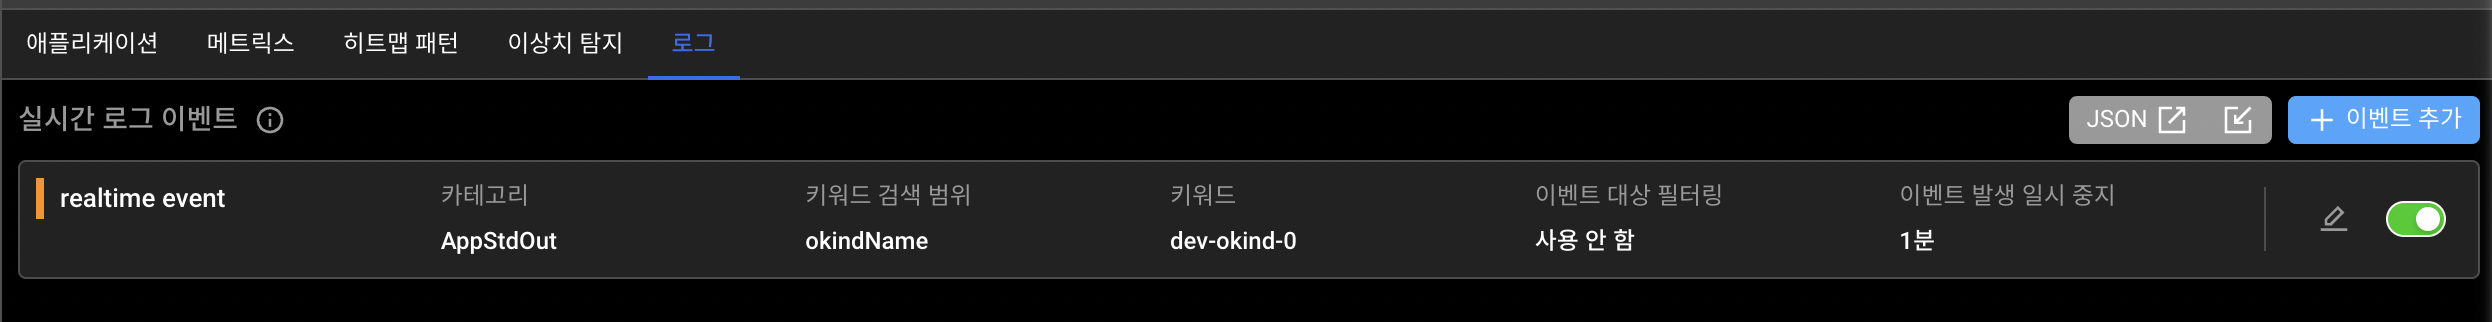 애플리케이션 메트릭스 히트맵 패턴 이상치 탐지 로그
실시간 로그 이벤트 JSON 이벤트 추가
realtime event 카테고리 키워드 검색 범위 키워드 이벤트 대상 필터링 이벤트 발생 일시 중지
AppStdOut okindName dev-okind-0 사용 안 함 1분